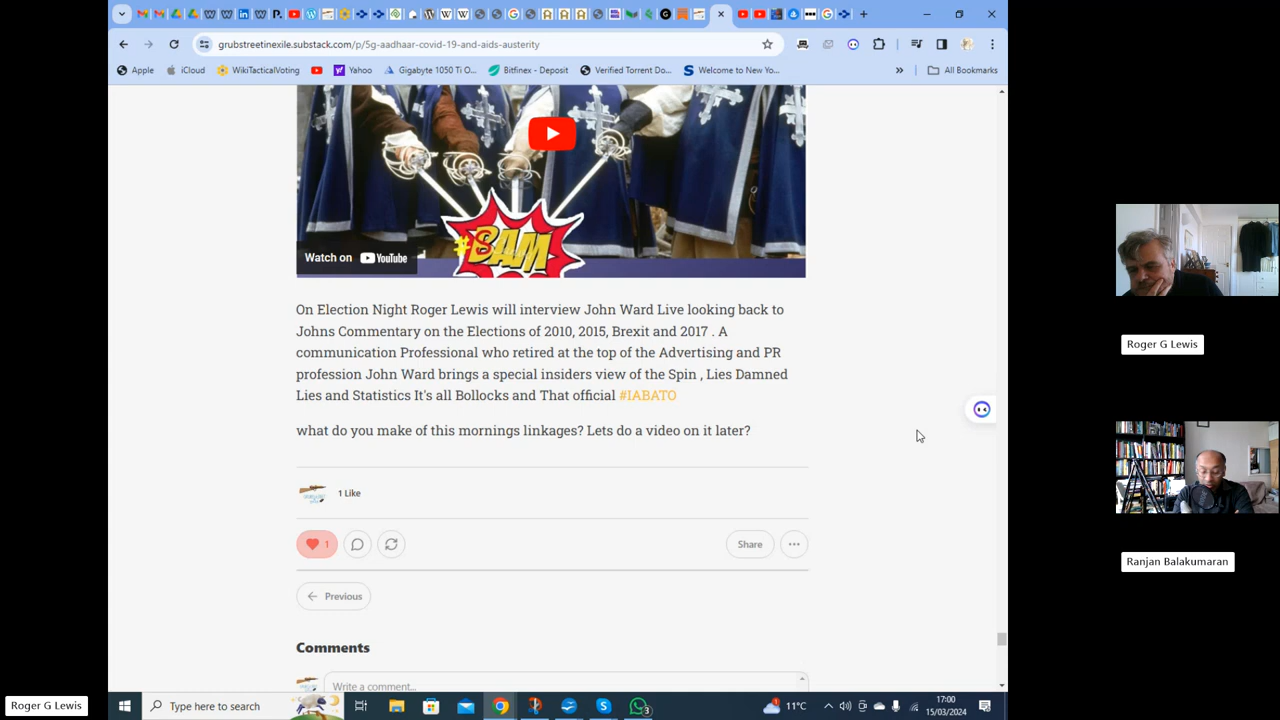 grubstreetinexile.substack.com/p/5g-aadhaar-covid-19-and-aids-austerity
Apple
iCloud
WikiTacticalVoting
Yahoo
Gigabyte 1050 Ti O...
Bitfinex - Deposit
Verified Torrent Do...
Welcome to New Yo...
»
All Bookmarks
#BAM
Watch on YouTube
On Election Night Roger Lewis will interview John Ward Live looking back to
Johns Commentary on the Elections of 2010, 2015, Brexit and 2017 . A
communication Professional who retired at the top of the Advertising and PR
profession John Ward brings a special insiders view of the Spin , Lies Damned
Lies and Statistics It's all Bollocks and That official #IABATO
what do you make of this mornings linkages? Lets do a video on it later?
1 Like
1
Share
Previous
Comments
Write a comment...
Roger G Lewis
Ranjan Balakumaran
Roger G Lewis
Type here to search
3
11°C
17:00
15/03/2024